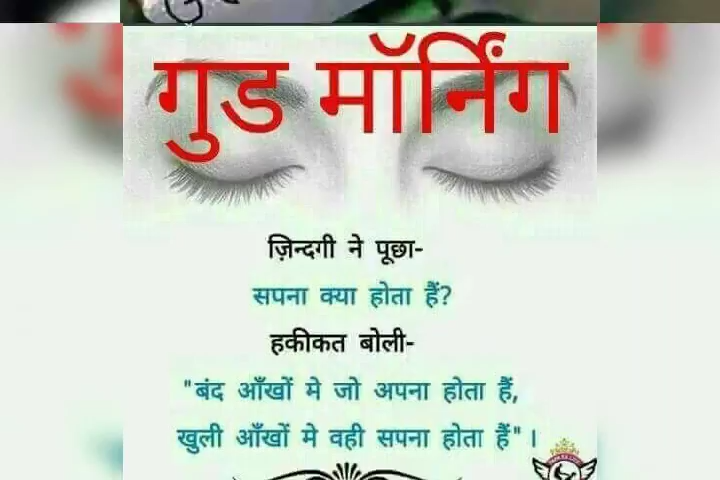 गुड मॉर्निंग
ज़िन्दगी ने पूछा-
सपना क्या होता हैं?
हकीकत बोली-
"बंद आँखों मे जो अपना होता हैं,
खुली आँखों मे वही सपना होता हैं"।